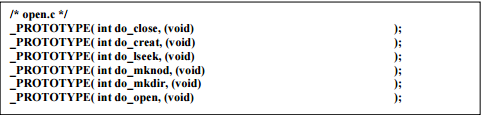 /* open.c */
_PROTOTYPE( int do_close, (void) );
_PROTOTYPE( int do_creat, (void) );
_PROTOTYPE( int do_lseek, (void) );
_PROTOTYPE( int do_mknod, (void) );
_PROTOTYPE( int do_mkdir, (void) );
_PROTOTYPE( int do_open, (void) );